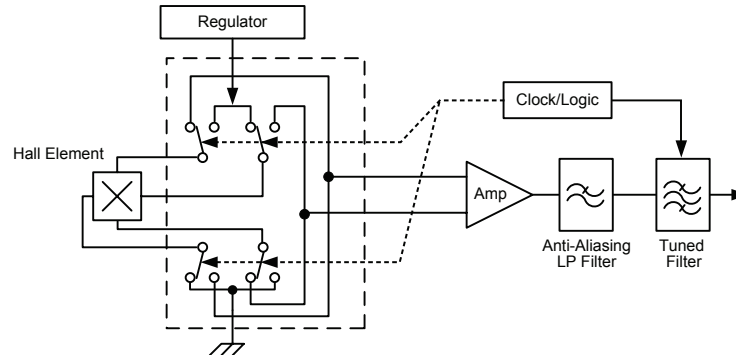 Regulator
Clock/Logic
Hall Element
Amp
Anti-Aliasing
LP Filter
Tuned
Filter